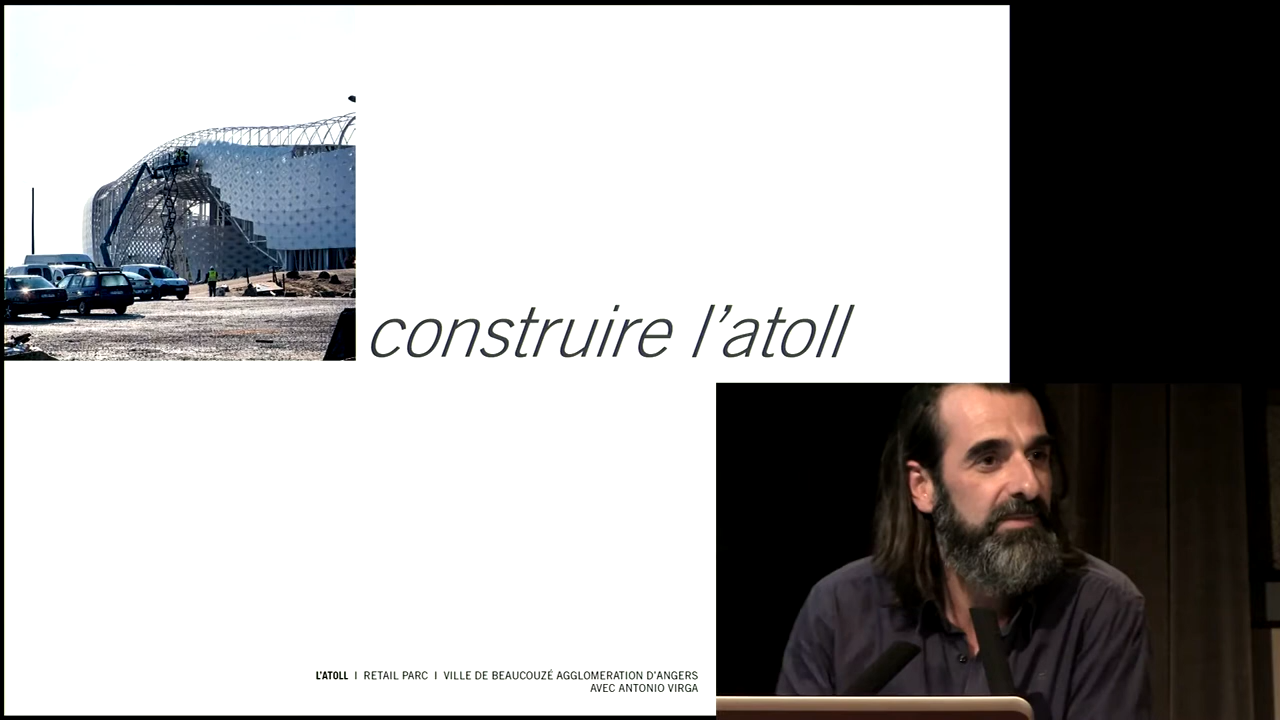 construire l’atoll
L’ATOLL I RETAIL PARC I VILLE DE BEAUCOUZÉ AGGLOMERATION D’ANGERS
AVEC ANTONIO VIRGA